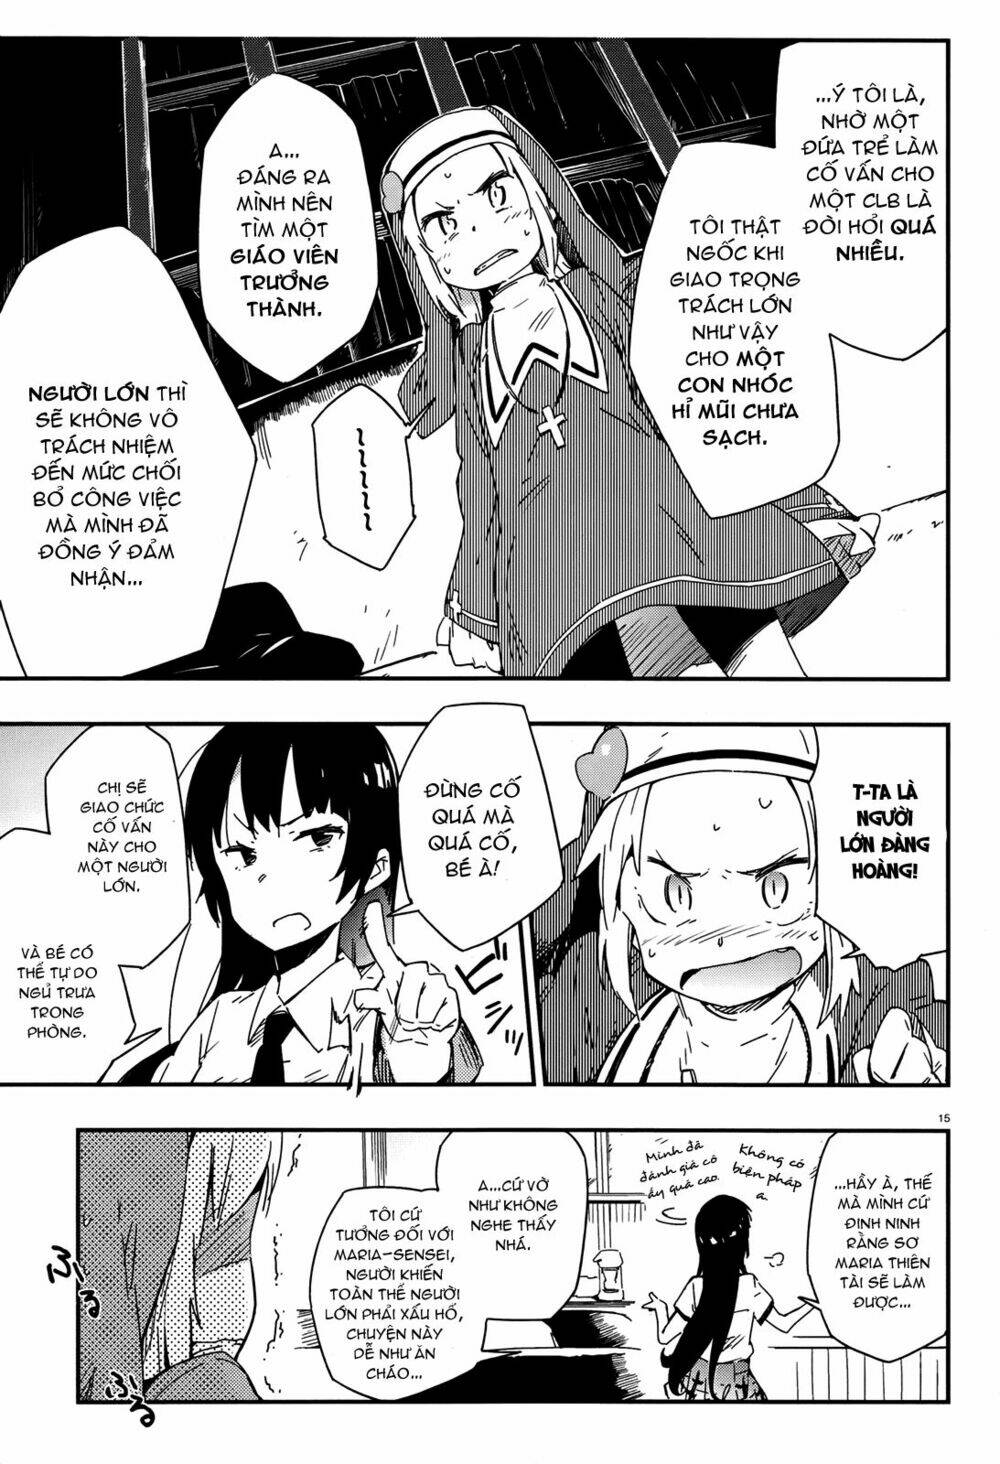 ...Ý TÔI LÀ,
NHỜ MỘT
ĐỨA TRẺ LÀM
CỐ VẤN CHO
MỘT CLB LÀ
ĐÒI HỎI QUÁ
NHIỀU.
TÔI THẬT
NGỐC KHI
GIAO TRỌNG
TRÁCH LỚN
NHƯ VẬY
CHO MỘT
CON NHỐC
HỈ MŨI CHƯA
SẠCH.
A...
ĐÁNG RA
MÌNH NÊN
TÌM MỘT
GIÁO VIÊN
TRƯỞNG
THÀNH.
NGƯỜI LỚN THÌ
SẼ KHÔNG VÔ
TRÁCH NHIỆM
ĐẾN MỨC CHỐI
BỎ CÔNG VIỆC
MÀ MÌNH ĐÃ
ĐỒNG Ý ĐẢM
NHẬN...
T-TA LÀ
NGƯỜI
LỚN ĐÀNG
HOÀNG!
ĐỪNG CỐ
QUÁ MÀ
QUÁ CỐ,
BÉ À!
CHỊ SẼ
GIAO CHỨC
CỐ VẤN
NÀY CHO
MỘT NGƯỜI
LỚN.
VÀ BÉ CÓ
THỂ TỰ DO
NGỦ TRƯA
TRONG
PHÒNG.
15
...HẦY À, THẾ
MÀ MÌNH CỨ
ĐINH NINH
RẰNG SƠ
MARIA THIÊN
TÀI SẼ LÀM
ĐƯỢC...
Không có
biện pháp
a
Mình đã
đánh giá cô
ấy quá cao.
A...CỨ VỜ
NHƯ KHÔNG
NGHE THẤY
NHÁ.
TÔI CỨ
TƯỞNG ĐỐI VỚI
MARIA-SENSEI,
NGƯỜI KHIẾN
TOÀN THỂ NGƯỜI
LỚN PHẢI XẤU HỔ,
CHUYỆN NÀY
DỄ NHƯ ĂN
CHÁO...
ふる
ふる